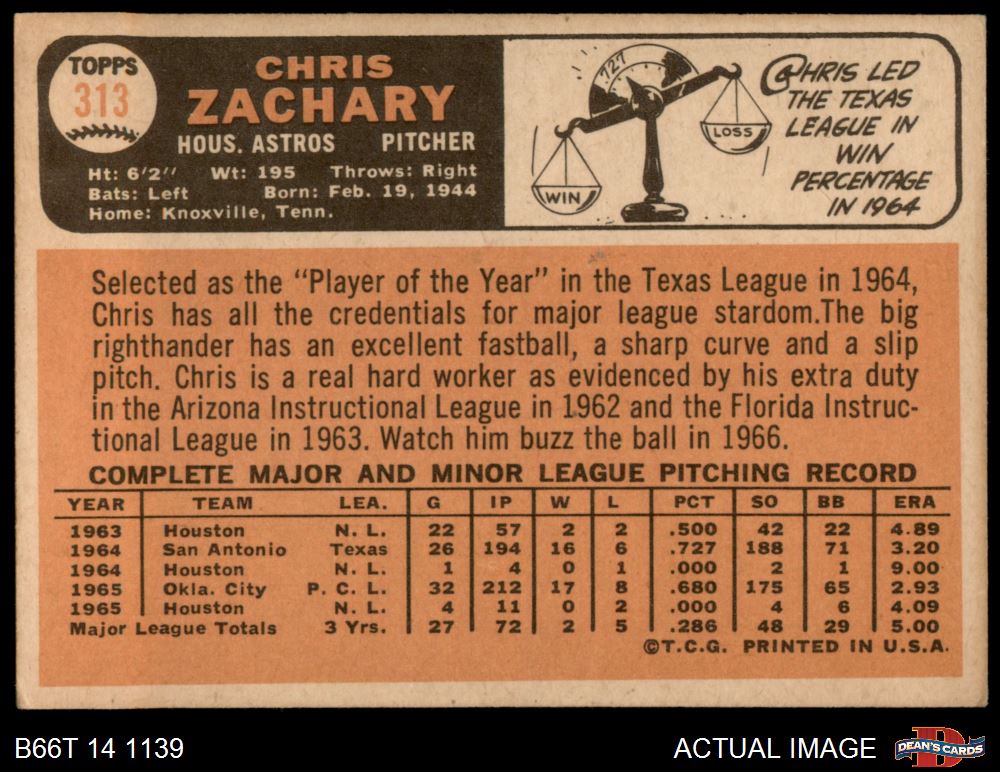 TOPPS
313
CHRIS
ZACHARY
HOUS. ASTROS PITCHER
Ht: 6'2" Wt: 195 Throws: Right
Bats: Left Born: Feb. 19, 1944
Home: Knoxville, Tenn.
.727
WIN
LOSS
CHRIS LED
THE TEXAS
LEAGUE IN
WIN
PERCENTAGE
IN 1964
Selected as the "Player of the Year" in the Texas League in 1964,
Chris has all the credentials for major league stardom.The big
righthander has an excellent fastball, a sharp curve and a slip
pitch. Chris is a real hard worker as evidenced by his extra duty
in the Arizona Instructional League in 1962 and the Florida Instruc-
tional League in 1963. Watch him buzz the ball in 1966.
COMPLETE MAJOR AND MINOR LEAGUE PITCHING RECORD
YEAR TEAM LEA. G IP W L PCT SO BB ERA
1963 Houston N. L. 22 57 2 2 .500 42 22 4.89
1964 San Antonio Texas 26 194 16 6 .727 188 71 3.20
1964 Houston N. L. 1 4 0 1 .000 2 1 9.00
1965 Okla. City P. C. L. 32 212 17 8 .680 175 65 2.93
1965 Houston N. L. 4 11 0 2 .000 4 6 4.09
Major League Totals 3 Yrs. 27 72 2 5 .286 48 29 5.00
©T.C.G. PRINTED IN U.S.A.
B66T 14 1139
ACTUAL IMAGE
D
DEAN'S CARDS